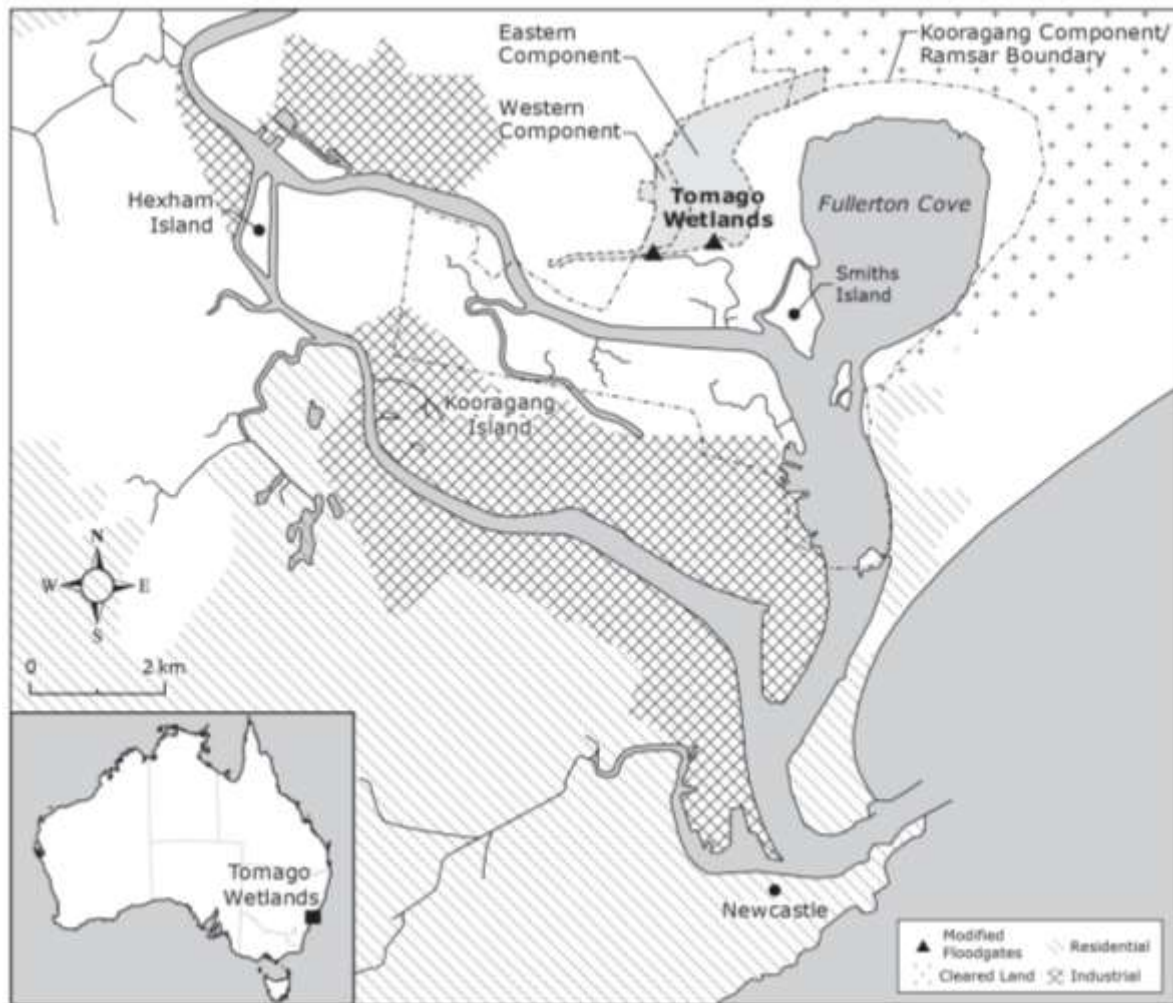 Eastern
Component
Kooragang Component/
Ramsar Boundary
Western
Component
Hexham
Island
Tomago
Wetlands
Fullerton Cove
Smiths
Island
Kooragang
Island
N
W
E
S
0 2 km
Tomago
Wetlands
Newcastle
Modified
Floodgates
Residential
Cleared Land
Industrial